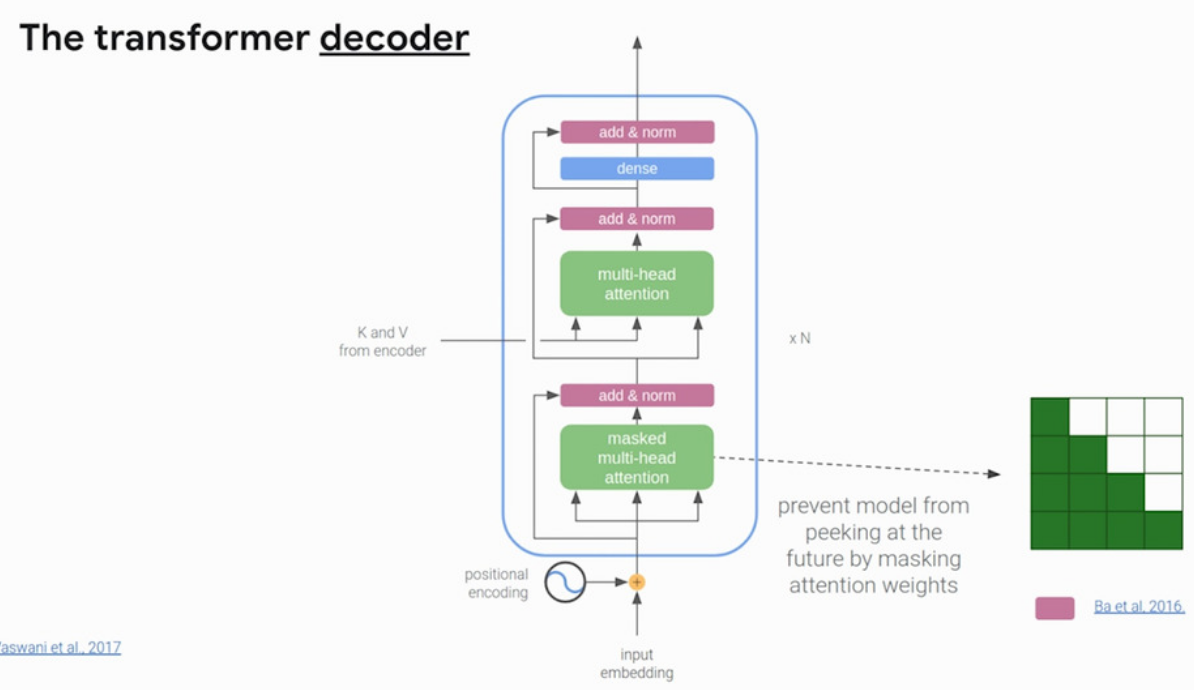 The transformer decoder
add & norm
dense
add & norm
multi-head
attention
K and V
from encoder
x N
add & norm
masked
multi-head
attention
prevent model from
peeking at the
future by masking
attention weights
positional
encoding
+
input
embedding
Ba et al, 2016.
aswani et al., 2017